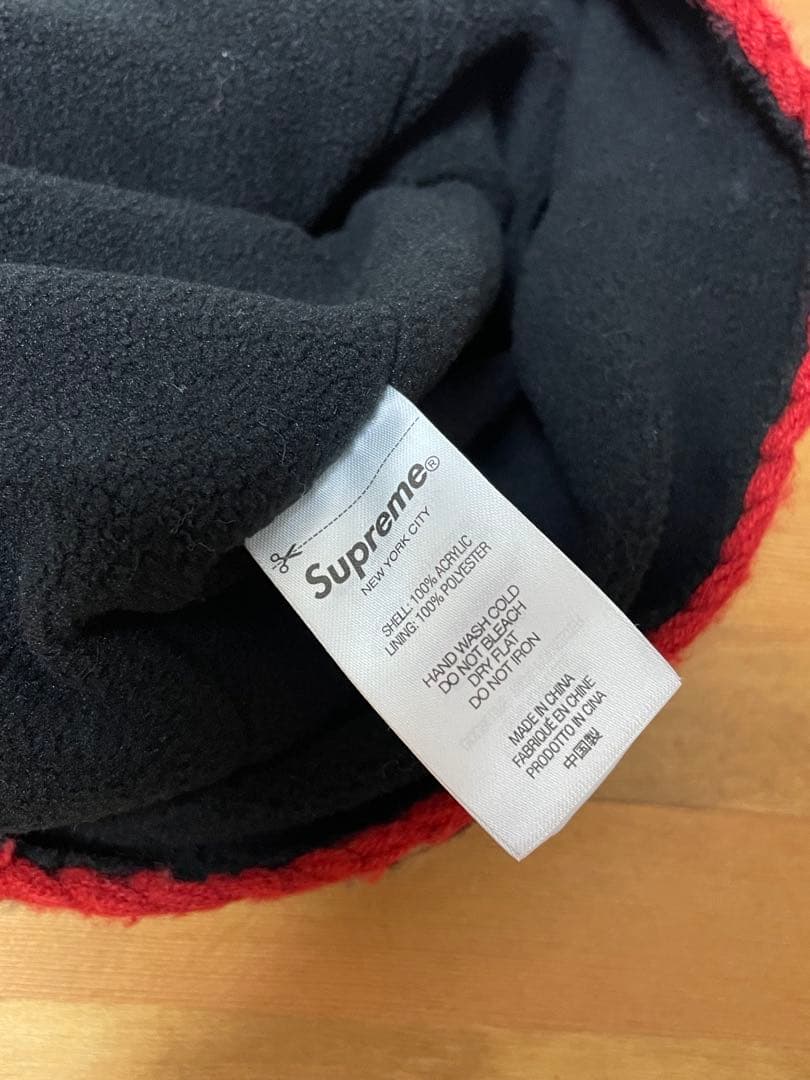 Supreme®
NEW YORK CITY
SHELL: 100% ACRYLIC
LINING: 100% POLYESTER
HAND WASH COLD
DO NOT BLEACH
DRY FLAT
DO NOT IRON
MADE IN CHINA
FABRIQUÉ EN CHINE
PRODOTTO IN CINA
中国製